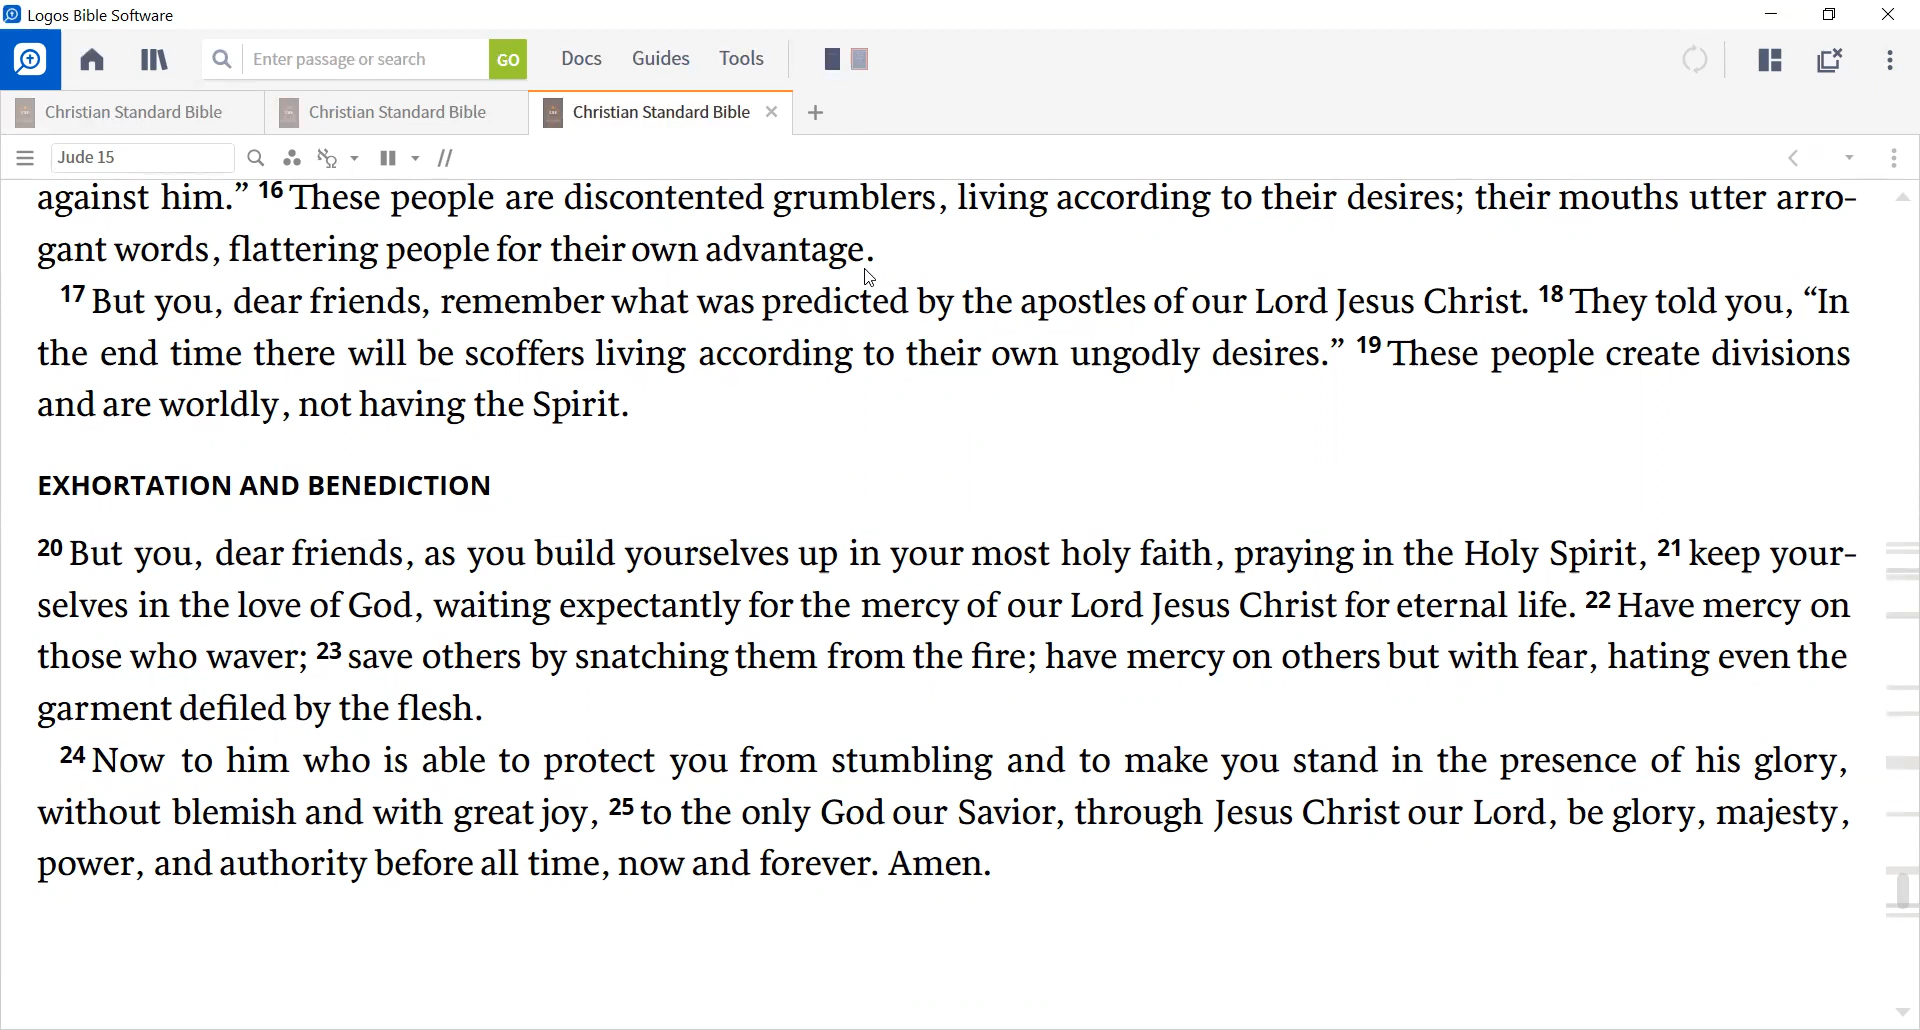 Logos Bible Software
Enter passage or search
GO
Docs
Guides
Tools
Christian Standard Bible
Christian Standard Bible
Christian Standard Bible
Jude 15
against him.” 16 These people are discontented grumblers, living according to their desires; their mouths utter arro-
gant words, flattering people for their own advantage.
17 But you, dear friends, remember what was predicted by the apostles of our Lord Jesus Christ. 18 They told you, “In
the end time there will be scoffers living according to their own ungodly desires.” 19 These people create divisions
and are worldly, not having the Spirit.
EXHORTATION AND BENEDICTION
20 But you, dear friends, as you build yourselves up in your most holy faith, praying in the Holy Spirit, 21 keep your-
selves in the love of God, waiting expectantly for the mercy of our Lord Jesus Christ for eternal life. 22 Have mercy on
those who waver; 23 save others by snatching them from the fire; have mercy on others but with fear, hating even the
garment defiled by the flesh.
24 Now to him who is able to protect you from stumbling and to make you stand in the presence of his glory,
without blemish and with great joy, 25 to the only God our Savior, through Jesus Christ our Lord, be glory, majesty,
power, and authority before all time, now and forever. Amen.